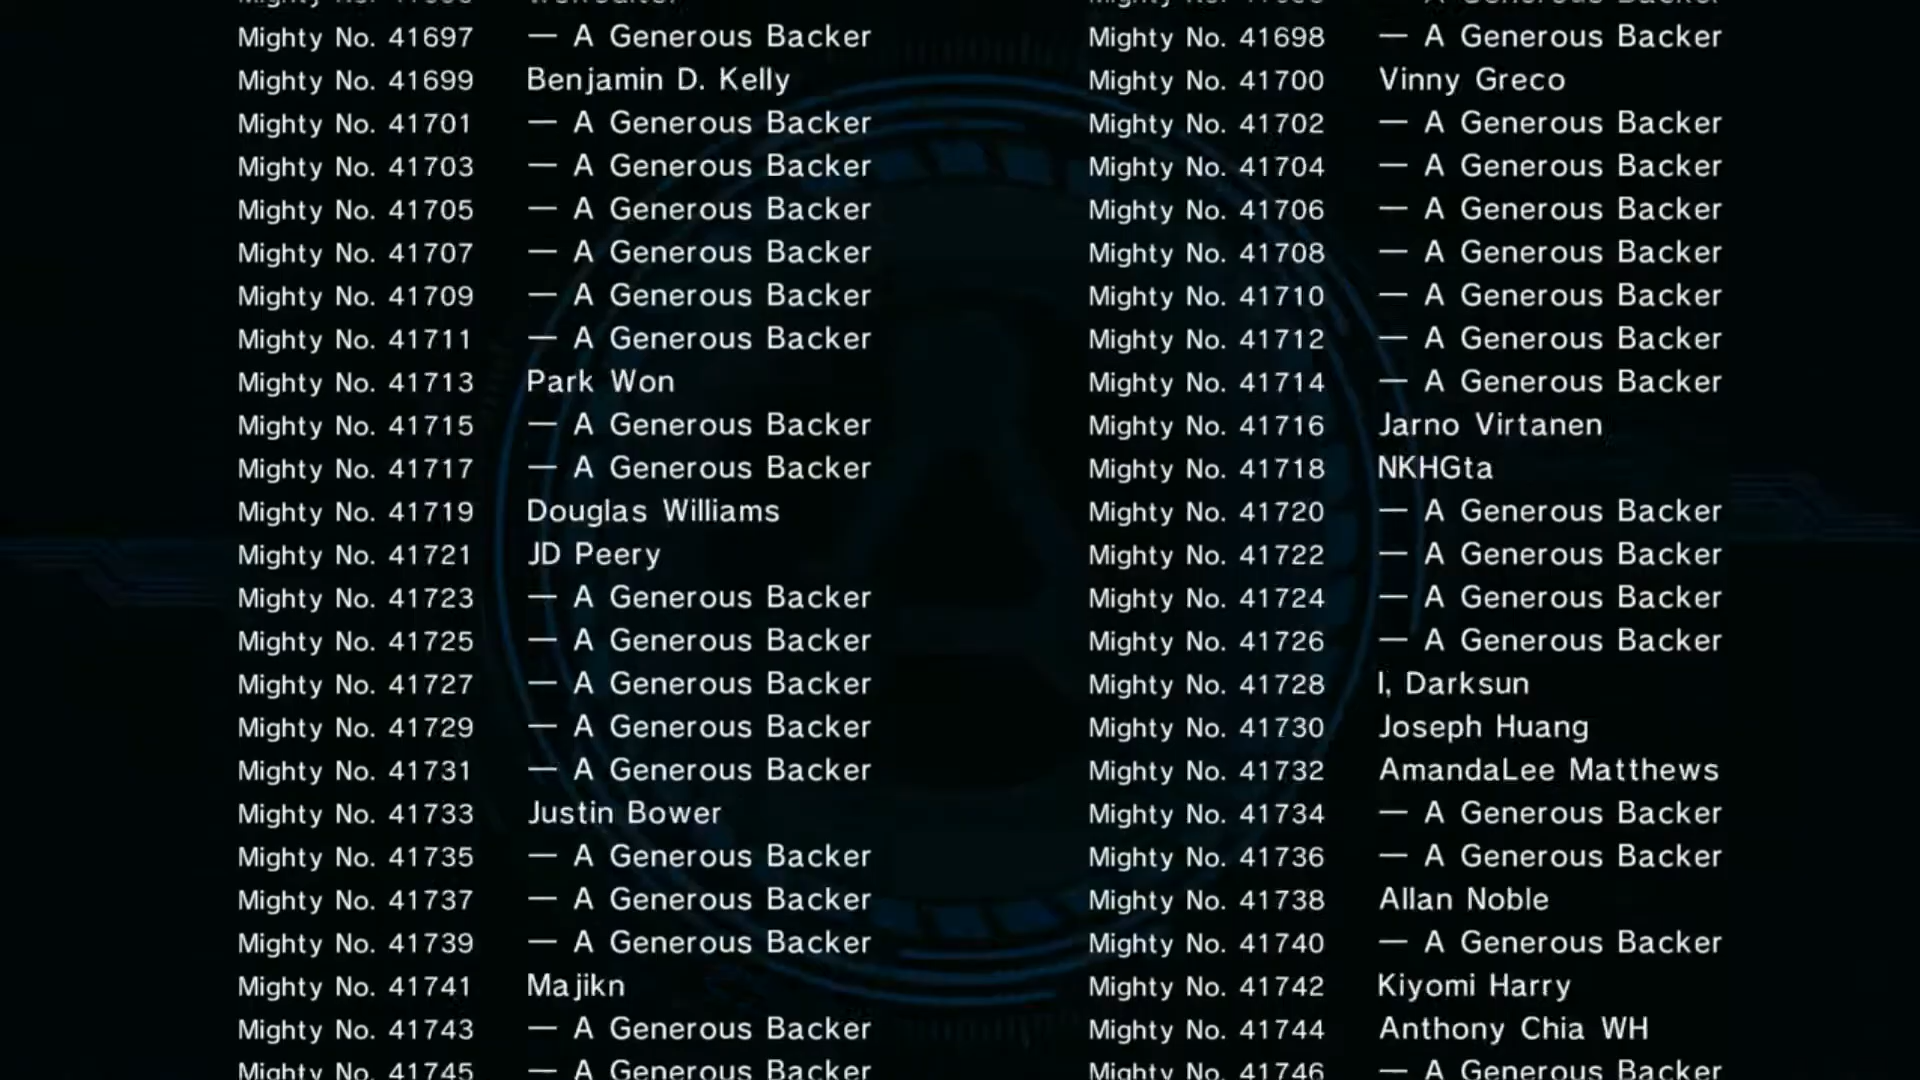 Mighty No. 41697 — A Generous Backer Mighty No. 41698 — A Generous Backer
Mighty No. 41699 Benjamin D. Kelly Mighty No. 41700 Vinny Greco
Mighty No. 41701 — A Generous Backer Mighty No. 41702 — A Generous Backer
Mighty No. 41703 — A Generous Backer Mighty No. 41704 — A Generous Backer
Mighty No. 41705 — A Generous Backer Mighty No. 41706 — A Generous Backer
Mighty No. 41707 — A Generous Backer Mighty No. 41708 — A Generous Backer
Mighty No. 41709 — A Generous Backer Mighty No. 41710 — A Generous Backer
Mighty No. 41711 — A Generous Backer Mighty No. 41712 — A Generous Backer
Mighty No. 41713 Park Won Mighty No. 41714 — A Generous Backer
Mighty No. 41715 — A Generous Backer Mighty No. 41716 Jarno Virtanen
Mighty No. 41717 — A Generous Backer Mighty No. 41718 NKHGta
Mighty No. 41719 Douglas Williams Mighty No. 41720 — A Generous Backer
Mighty No. 41721 JD Peery Mighty No. 41722 — A Generous Backer
Mighty No. 41723 — A Generous Backer Mighty No. 41724 — A Generous Backer
Mighty No. 41725 — A Generous Backer Mighty No. 41726 — A Generous Backer
Mighty No. 41727 — A Generous Backer Mighty No. 41728 I, Darksun
Mighty No. 41729 — A Generous Backer Mighty No. 41730 Joseph Huang
Mighty No. 41731 — A Generous Backer Mighty No. 41732 AmandaLee Matthews
Mighty No. 41733 Justin Bower Mighty No. 41734 — A Generous Backer
Mighty No. 41735 — A Generous Backer Mighty No. 41736 — A Generous Backer
Mighty No. 41737 — A Generous Backer Mighty No. 41738 Allan Noble
Mighty No. 41739 — A Generous Backer Mighty No. 41740 — A Generous Backer
Mighty No. 41741 Majikn Mighty No. 41742 Kiyomi Harry
Mighty No. 41743 — A Generous Backer Mighty No. 41744 Anthony Chia WH
Mighty No. 41745 — A Generous Backer Mighty No. 41746 — A Generous Backer